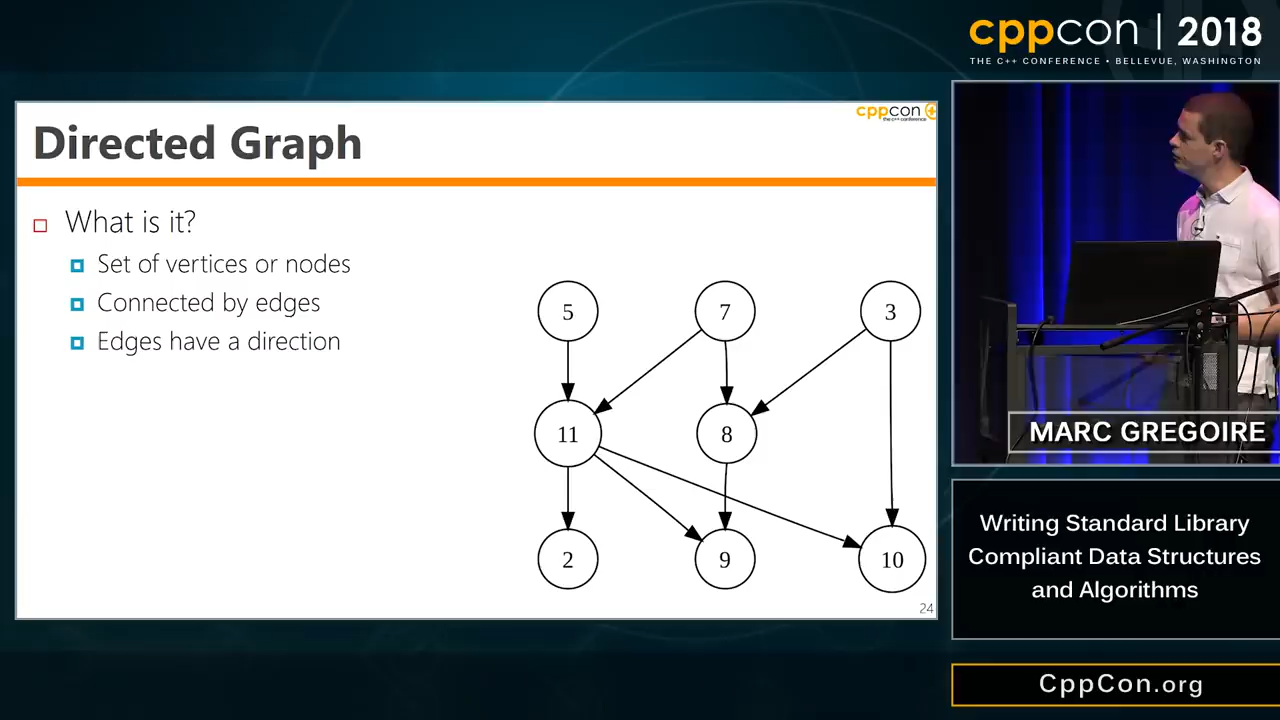 cppcon | 2018
THE C++ CONFERENCE • BELLEVUE, WASHINGTON
cppcon
the c++ conference
Directed Graph
What is it?
Set of vertices or nodes
Connected by edges
Edges have a direction
5
7
3
11
8
2
9
10
24
MARC GREGOIRE
Writing Standard Library
Compliant Data Structures
and Algorithms
CppCon.org